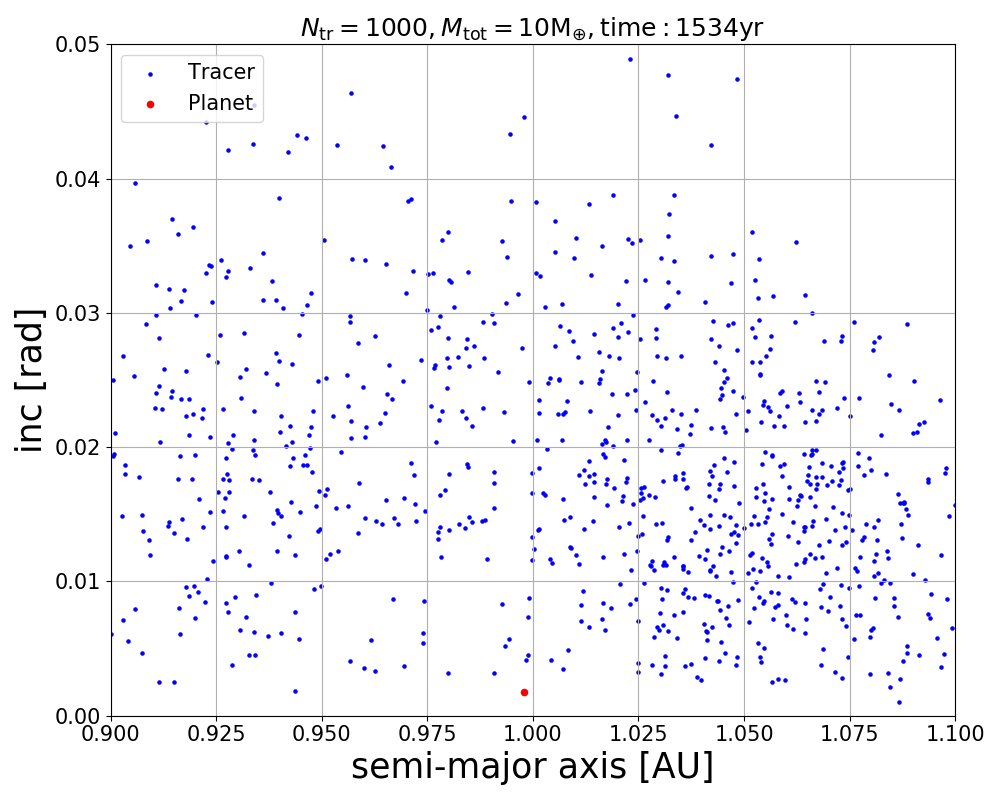 N_tr = 1000, M_tot = 10M_⊕, time : 1534yr
Tracer
Planet
0.05
0.04
0.03
0.02
0.01
0.00
inc [rad]
0.900 0.925 0.950 0.975 1.000 1.025 1.050 1.075 1.100
semi-major axis [AU]